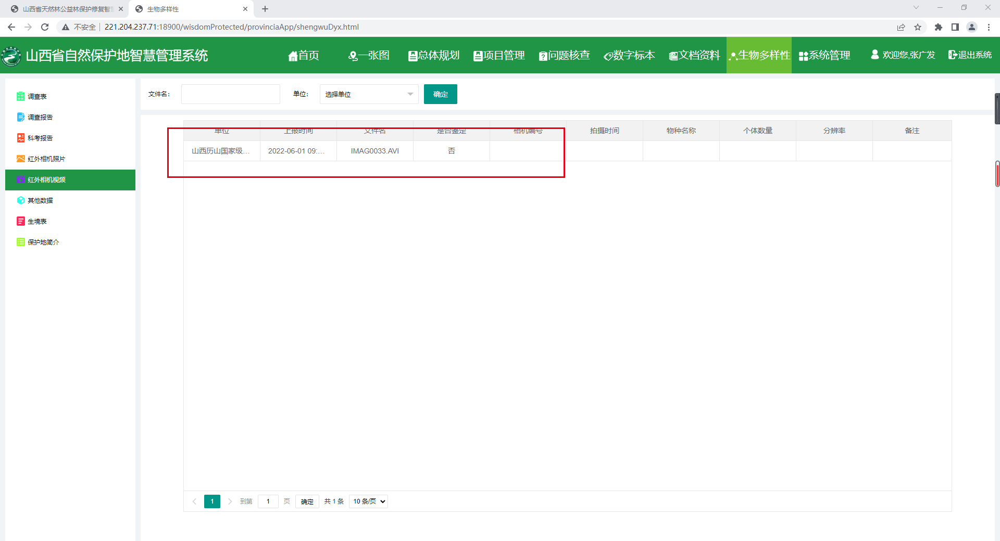 山西省天然林公益林保护修复智
生物多样性
不安全 221.204.237.71:18900/wisdomProtected/provinciaApp/shengwuDyx.html
山西省自然保护地智慧管理系统 首页 一张图 总体规划 项目管理 问题核查 数字标本 文档资料 生物多样性 系统管理 欢迎您,张广发 退出系统
调查表
调查报告
科考报告
红外相机照片
红外相机视频
其他数据
生境表
保护地简介
文件名： 单位： 选择单位 确定
单位 上报时间 文件名 是否鉴定 相机编号 拍摄时间 物种名称 个体数量 分辨率 备注
山西历山国家级... 2022-06-01 09:... IMAG0033.AVI 否
1 到第 1 页 确定 共 1 条 10 条/页